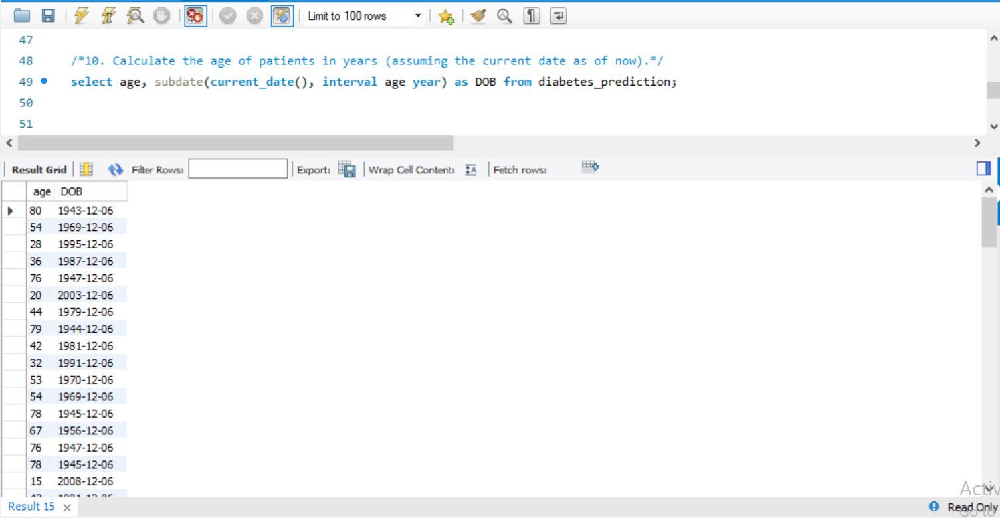 Limit to 100 rows
47
48 /*10. Calculate the age of patients in years (assuming the current date as of now).*/
49 select age, subdate(current_date(), interval age year) as DOB from diabetes_prediction;
50
51
Result Grid Filter Rows: Export: Wrap Cell Content: Fetch rows:
age DOB
80 1943-12-06
54 1969-12-06
28 1995-12-06
36 1987-12-06
76 1947-12-06
20 2003-12-06
44 1979-12-06
79 1944-12-06
42 1981-12-06
32 1991-12-06
53 1970-12-06
54 1969-12-06
78 1945-12-06
67 1956-12-06
76 1947-12-06
78 1945-12-06
15 2008-12-06
42 1981-12-06
Activ
Result 15 Read Only
Go to